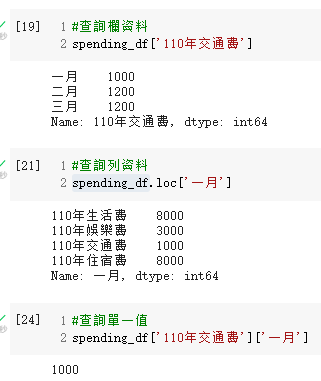 [19] 1 #查詢欄資料
2 spending_df['110年交通費']
一月 1000
二月 1200
三月 1200
Name: 110年交通費, dtype: int64
[21] 1 #查詢列資料
2 spending_df.loc['一月']
110年生活費 8000
110年娛樂費 3000
110年交通費 1000
110年住宿費 8000
Name: 一月, dtype: int64
[24] 1 #查詢單一值
2 spending_df['110年交通費']['一月']
1000